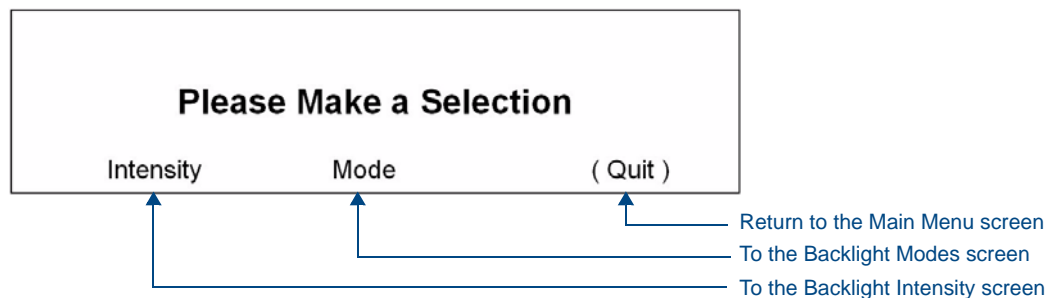 Please Make a Selection
Intensity Mode ( Quit )
Return to the Main Menu screen
To the Backlight Modes screen
To the Backlight Intensity screen